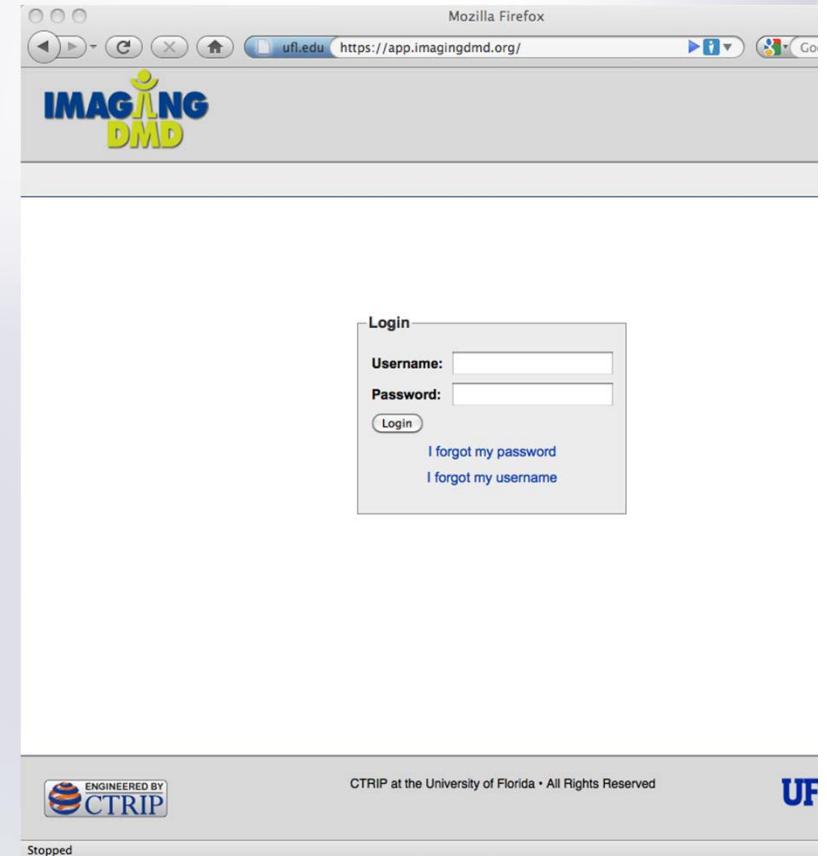 Mozilla Firefox
ufl.edu https://app.imagingdmd.org/
IMAGING
DMD
Login
Username:
Password:
Login
I forgot my password
I forgot my username
ENGINEERED BY
CTRIP
CTRIP at the University of Florida • All Rights Reserved
UF
Stopped